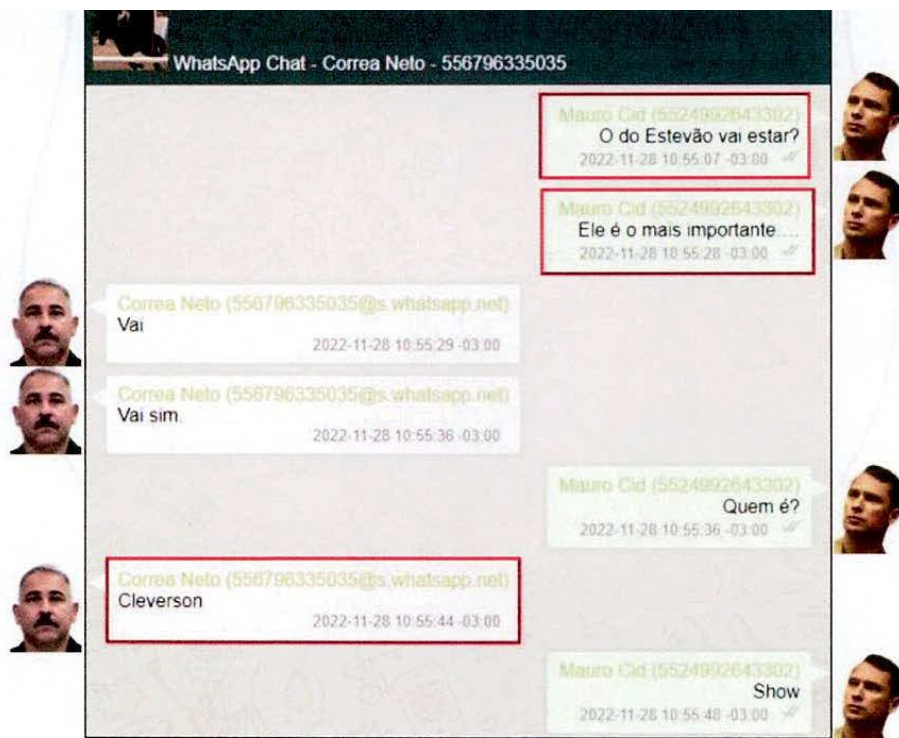 WhatsApp Chat - Correa Neto - 556796335035
Mauro Cid (5524992643302)
O do Estevão vai estar?
2022-11-28 10:55:07 -03:00
Mauro Cid (5524992643302)
Ele é o mais importante....
2022-11-28 10:55:28 -03:00
Correa Neto (556796335035@s.whatsapp.net)
Vai
2022-11-28 10:55:29 -03:00
Correa Neto (556796335035@s.whatsapp.net)
Vai sim.
2022-11-28 10:55:36 -03:00
Mauro Cid (5524992643302)
Quem é?
2022-11-28 10:55:36 -03:00
Correa Neto (556796335035@s.whatsapp.net)
Cleverson
2022-11-28 10:55:44 -03:00
Mauro Cid (5524992643302)
Show
2022-11-28 10:55:48 -03:00